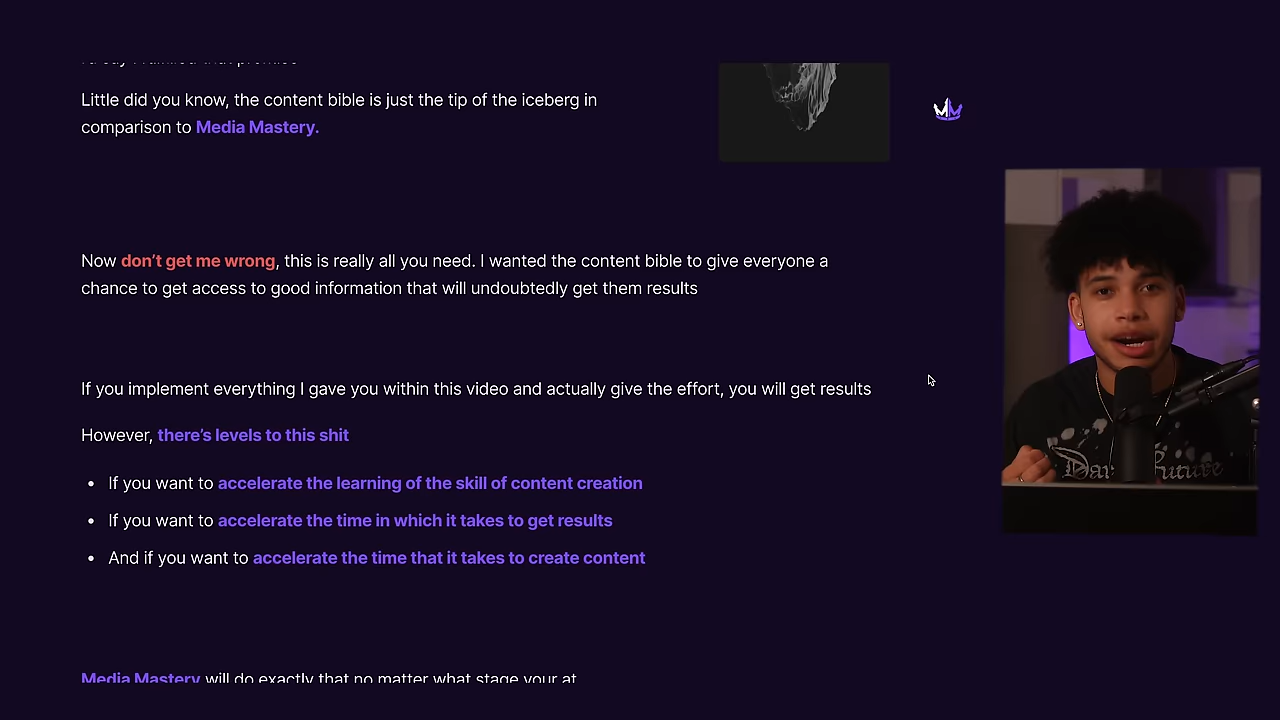 Little did you know, the content bible is just the tip of the iceberg in
comparison to Media Mastery.
Now don't get me wrong, this is really all you need. I wanted the content bible to give everyone a
chance to get access to good information that will undoubtedly get them results
If you implement everything I gave you within this video and actually give the effort, you will get results
However, there's levels to this shit
• If you want to accelerate the learning of the skill of content creation
• If you want to accelerate the time in which it takes to get results
• And if you want to accelerate the time that it takes to create content
Media Mastery will do exactly that no matter what stage your at
Dark Future